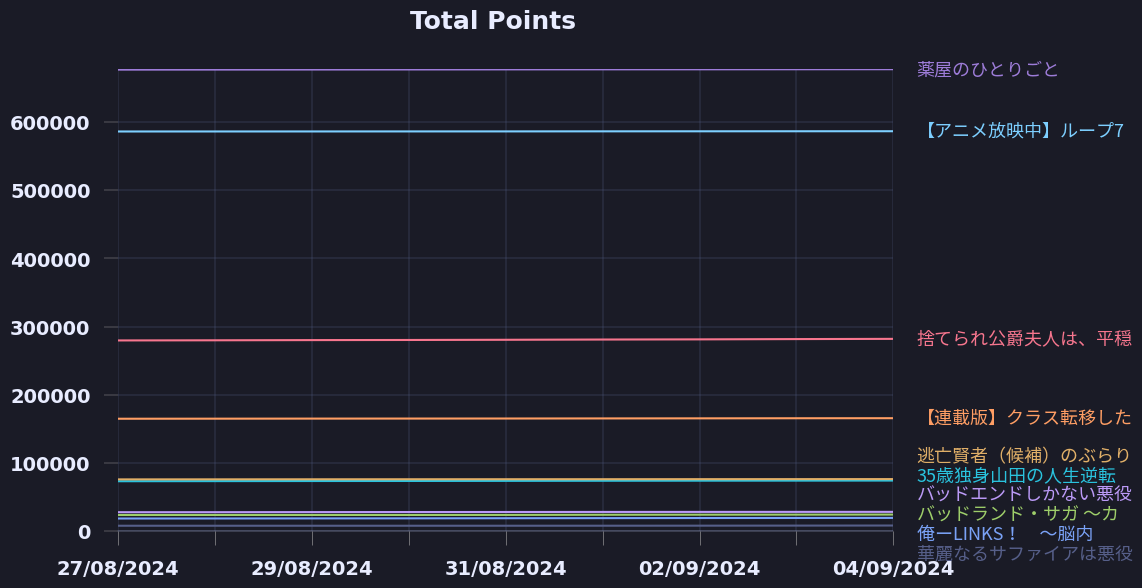 Total Points
薬屋のひとりごと
600000
【アニメ放映中】ループ7
500000
400000
300000
捨てられ公爵夫人は、平穏
200000
【連載版】クラス転移した
100000
逃亡賢者（候補）のぶらり
35歳独身山田の人生逆転
バッドエンドしかない悪役
バッドランド・サガ ～カ
0
俺ーLINKS！　～脳内
華麗なるサファイアは悪役
27/08/2024
29/08/2024
31/08/2024
02/09/2024
04/09/2024